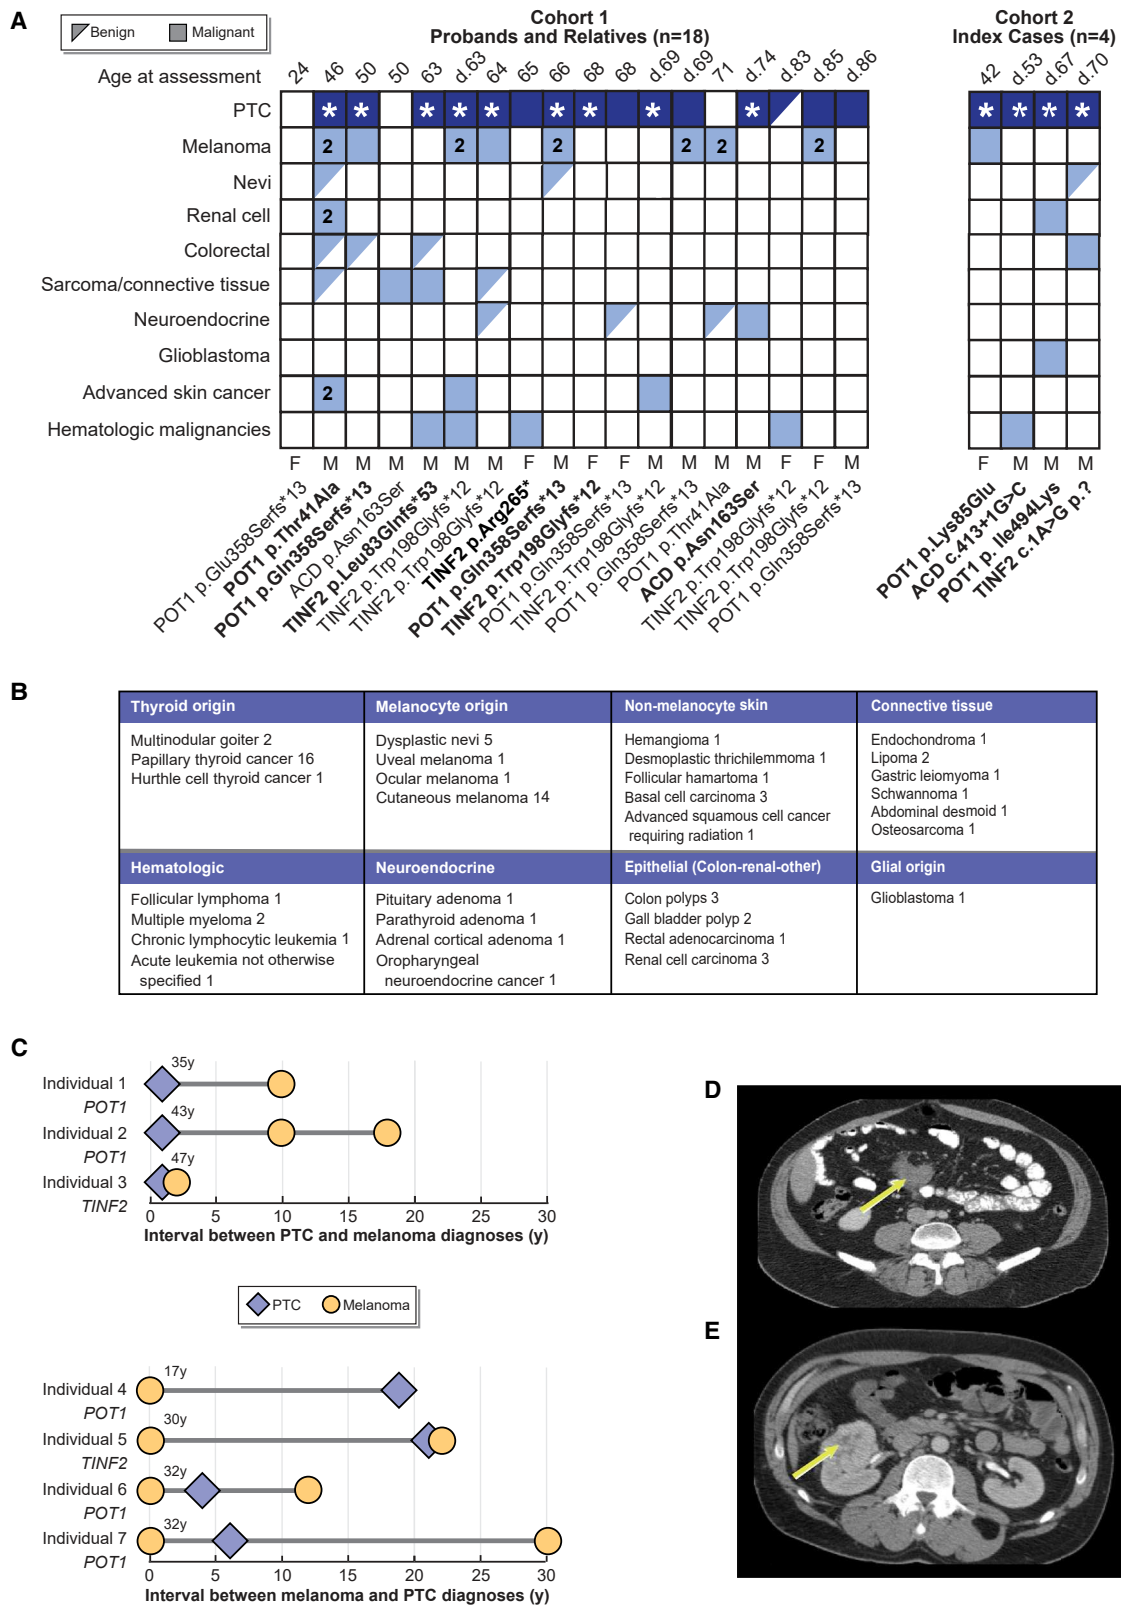 A
Benign
Malignant
Cohort 1
Probands and Relatives (n=18)
Cohort 2
Index Cases (n=4)
Age at assessment
24 46 50 50 63 d.63 64 65 66 68 68 d.69 d.69 71 d.74 d.83 d.85 d.86
42 d.53 d.67 d.70
PTC * * * * * * * * * * * * *
Melanoma 2 2 2 2 2 2
Nevi
Renal cell 2
Colorectal
Sarcoma/connective tissue
Neuroendocrine
Glioblastoma
Advanced skin cancer 2
Hematologic malignancies
F M M M M M M F M F F M M M M F F M
F M M M
POT1 p.Glu358Serfs*13
POT1 p.Thr41Ala
POT1 p.Gln358Serfs*13
ACD p.Asn163Ser
TINF2 p.Leu83Glnfs*53
TINF2 p.Trp198Glyfs*12
TINF2 p.Trp198Glyfs*12
TINF2 p.Arg265*
POT1 p.Gln358Serfs*13
TINF2 p.Trp198Glyfs*12
POT1 p.Gln358Serfs*13
TINF2 p.Trp198Glyfs*12
POT1 p.Gln358Serfs*13
POT1 p.Thr41Ala
ACD p.Asn163Ser
TINF2 p.Trp198Glyfs*12
TINF2 p.Trp198Glyfs*12
POT1 p.Gln358Serfs*13
POT1 p.Lys85Glu
ACD c.413+1G>C
POT1 p. Ile494Lys
TINF2 c.1A>G p.?
B
Thyroid origin
Multinodular goiter 2
Papillary thyroid cancer 16
Hurthle cell thyroid cancer 1
Melanocyte origin
Dysplastic nevi 5
Uveal melanoma 1
Ocular melanoma 1
Cutaneous melanoma 14
Non-melanocyte skin
Hemangioma 1
Desmoplastic thrichilemmoma 1
Follicular hamartoma 1
Basal cell carcinoma 3
Advanced squamous cell cancer
requiring radiation 1
Connective tissue
Endochondroma 1
Lipoma 2
Gastric leiomyoma 1
Schwannoma 1
Abdominal desmoid 1
Osteosarcoma 1
Hematologic
Follicular lymphoma 1
Multiple myeloma 2
Chronic lymphocytic leukemia 1
Acute leukemia not otherwise
specified 1
Neuroendocrine
Pituitary adenoma 1
Parathyroid adenoma 1
Adrenal cortical adenoma 1
Oropharyngeal
neuroendocrine cancer 1
Epithelial (Colon-renal-other)
Colon polyps 3
Gall bladder polyp 2
Rectal adenocarcinoma 1
Renal cell carcinoma 3
Glial origin
Glioblastoma 1
C
35y
Individual 1
POT1
43y
Individual 2
POT1
47y
Individual 3
TINF2
0 5 10 15 20 25 30
Interval between PTC and melanoma diagnoses (y)
PTC
Melanoma
17y
Individual 4
POT1
30y
Individual 5
TINF2
32y
Individual 6
POT1
32y
Individual 7
POT1
0 5 10 15 20 25 30
Interval between melanoma and PTC diagnoses (y)
D
E